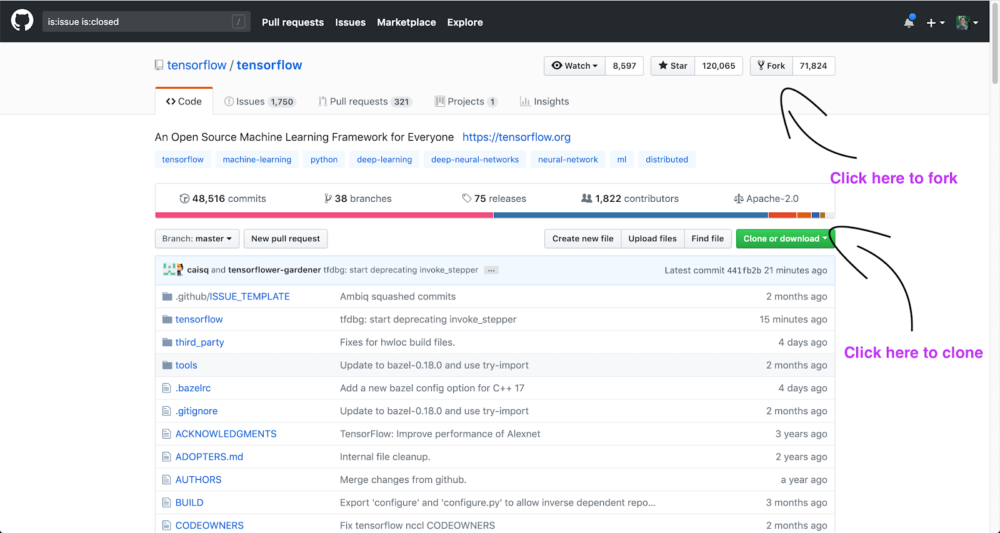 is:issue is:closed / Pull requests Issues Marketplace Explore
tensorflow / tensorflow Watch 8,597 Star 120,065 Fork 71,824
Code Issues 1,750 Pull requests 321 Projects 1 Insights
An Open Source Machine Learning Framework for Everyone https://tensorflow.org
tensorflow machine-learning python deep-learning deep-neural-networks neural-network ml distributed
Click here to fork
48,516 commits 38 branches 75 releases 1,822 contributors Apache-2.0
Branch: master New pull request Create new file Upload files Find file Clone or download
caisq and tensorflower-gardener tfdbg: start deprecating invoke_stepper ... Latest commit 441fb2b 21 minutes ago
.github/ISSUE_TEMPLATE Ambiq squashed commits 2 months ago
tensorflow tfdbg: start deprecating invoke_stepper 15 minutes ago
third_party Fixes for hwloc build files. 4 days ago
Click here to clone
tools Update to bazel-0.18.0 and use try-import 2 months ago
.bazelrc Add a new bazel config option for C++ 17 4 days ago
.gitignore Update to bazel-0.18.0 and use try-import 2 months ago
ACKNOWLEDGMENTS TensorFlow: Improve performance of Alexnet 3 years ago
ADOPTERS.md Internal file cleanup. 2 years ago
AUTHORS Merge changes from github. a year ago
BUILD Export 'configure' and 'configure.py' to allow inverse dependent repo... 3 months ago
CODEOWNERS Fix tensorflow nccl CODEOWNERS 2 months ago